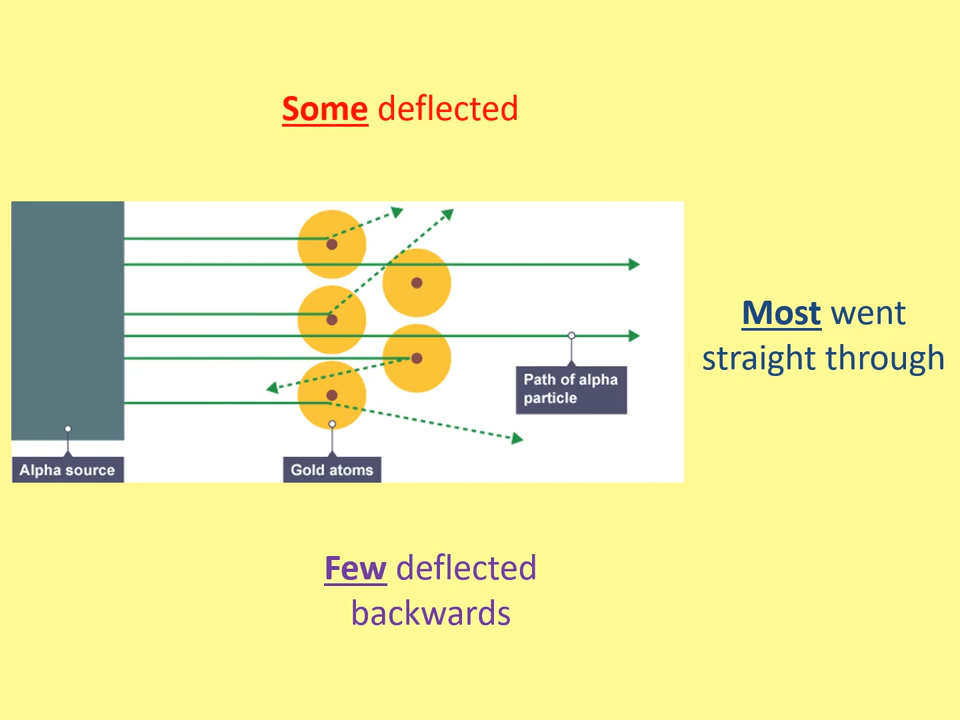 Some deflected
Most went
straight through
Path of alpha
particle
Alpha source
Gold atoms
Few deflected
backwards